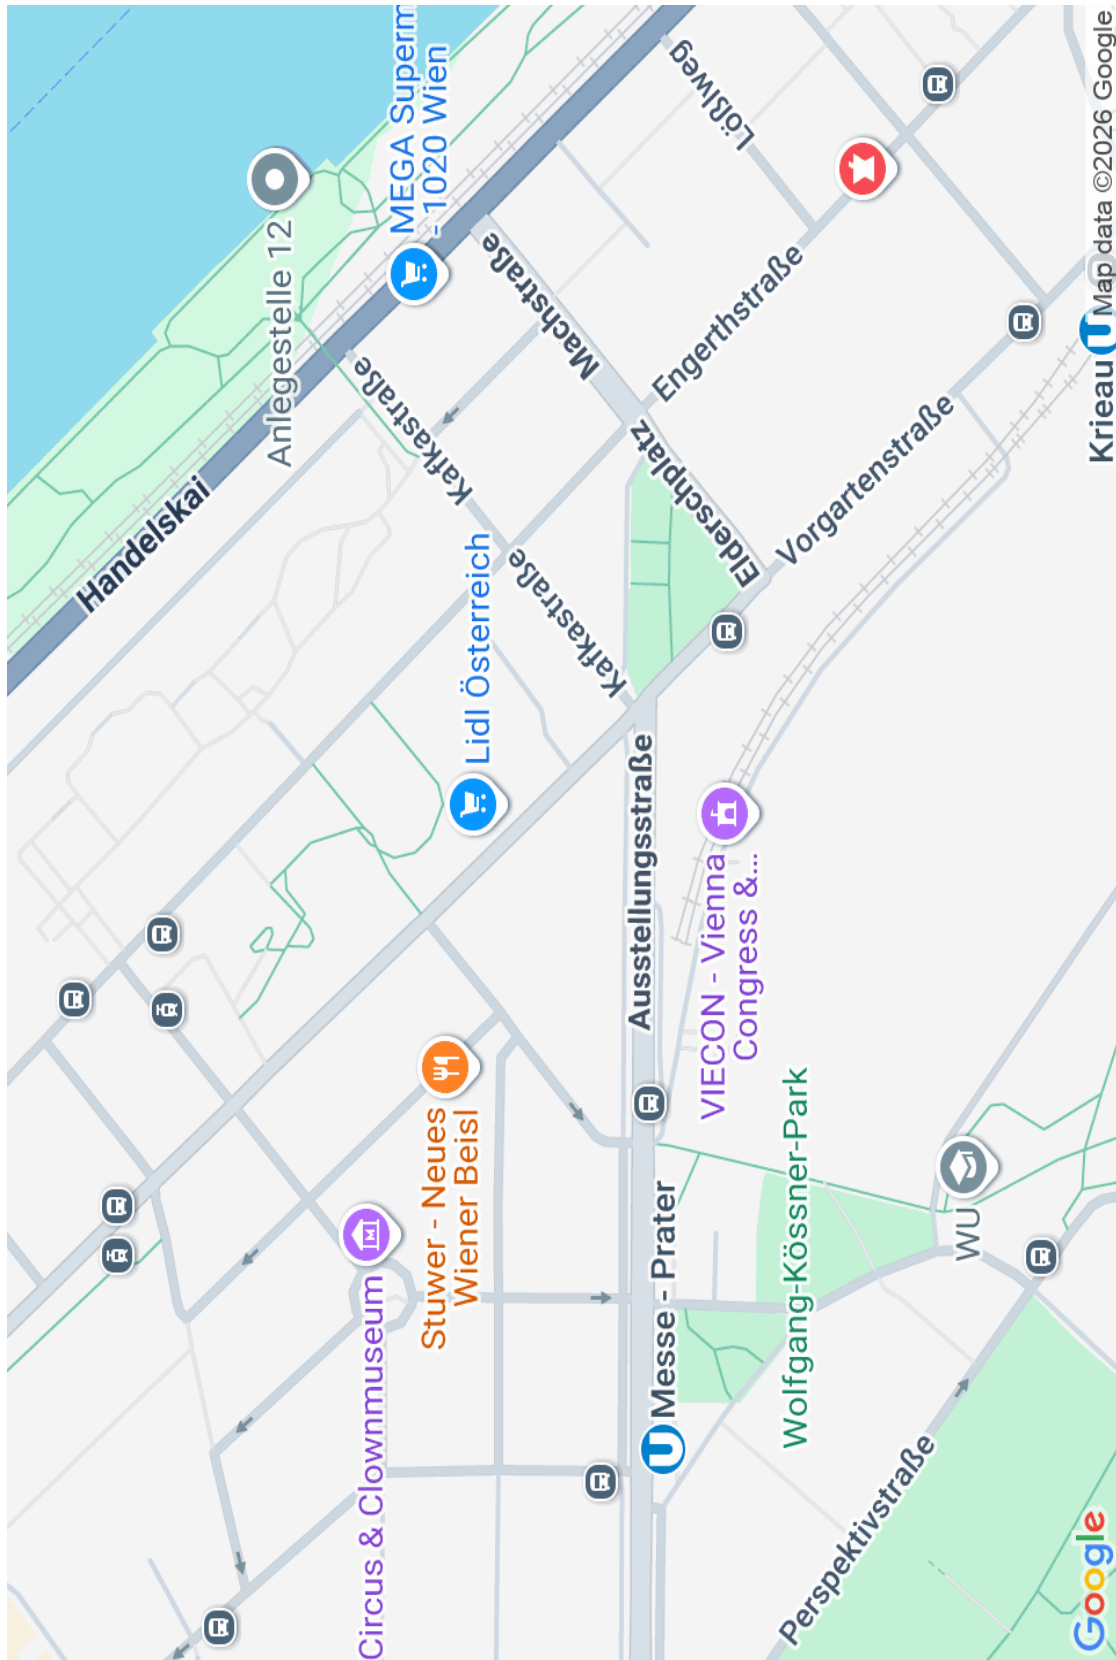 Handelskai
Anlegestelle 12
MEGA Superm
- 1020 Wien
Lößlweg
Machstraße
Kafkastraße
Engerthstraße
Elderschplatz
Lidl Österreich
Kafkastraße
Vorgartenstraße
Krieau
Ausstellungsstraße
VIECON - Vienna
Congress &...
Stuwer - Neues
Wiener Beisl
Circus & Clownmuseum
Messe - Prater
Wolfgang-Kössner-Park
WU
Perspektivstraße
Google
Map data ©2026 Google